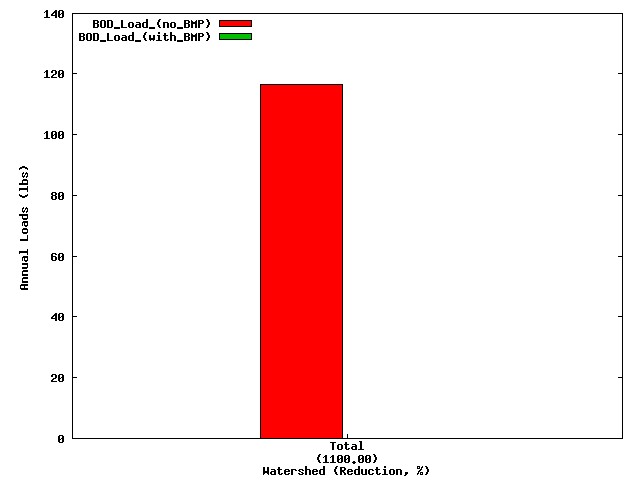 140
BOD_Load_(no_BMP)
BOD_Load_(with_BMP)
120
100
80
60
40
20
0
Annual Loads (lbs)
Total
(1100.00)
Watershed (Reduction, %)